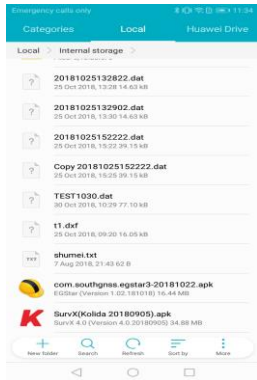 Emergency calls only 11:34
Categories Local Huawei Drive
Local > Internal storage >
20181025132822.dat
25 Oct 2018, 13:28 14.63 kB
20181025132902.dat
25 Oct 2018, 13:30 14.63 kB
20181025152222.dat
25 Oct 2018, 15:22 39.15 kB
Copy 20181025152222.dat
25 Oct 2018, 15:25 39.15 kB
TEST1030.dat
30 Oct 2018, 10:29 77.10 kB
t1.dxf
25 Oct 2018, 09:20 16.05 kB
shumei.txt
7 Aug 2018, 21:43 62 B
com.southgnss.egstar3-20181022.apk
EGStar (Version 1.02.181018) 16.44 MB
SurvX(Kolida 20180905).apk
SurvX 4.0 (Version 4.0.20180905) 34.88 MB
New folder Search Refresh Sort by More